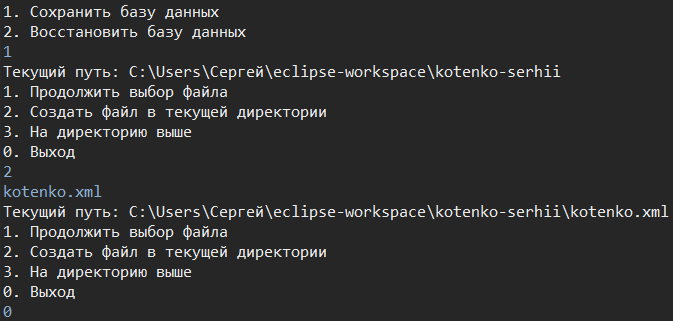 1. Сохранить базу данных
2. Восстановить базу данных
1
Текущий путь: C:\Users\Сергей\eclipse-workspace\kotenko-serhii
1. Продолжить выбор файла
2. Создать файл в текущей директории
3. На директорию выше
0. Выход
2
kotenko.xml
Текущий путь: C:\Users\Сергей\eclipse-workspace\kotenko-serhii\kotenko.xml
1. Продолжить выбор файла
2. Создать файл в текущей директории
3. На директорию выше
0. Выход
0